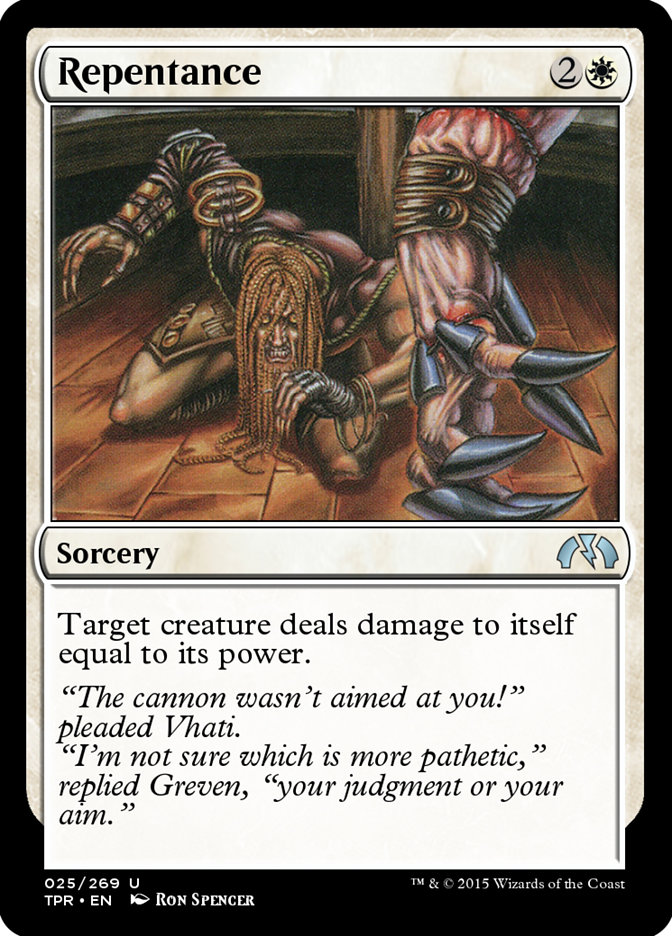 Repentance 2
Sorcery
Target creature deals damage to itself
equal to its power.
“The cannon wasn’t aimed at you!”
pleaded Vhati.
“I’m not sure which is more pathetic,”
replied Greven, “your judgment or your
aim.”
025/269 U
™ & © 2015 Wizards of the Coast
TPR • EN Ron Spencer